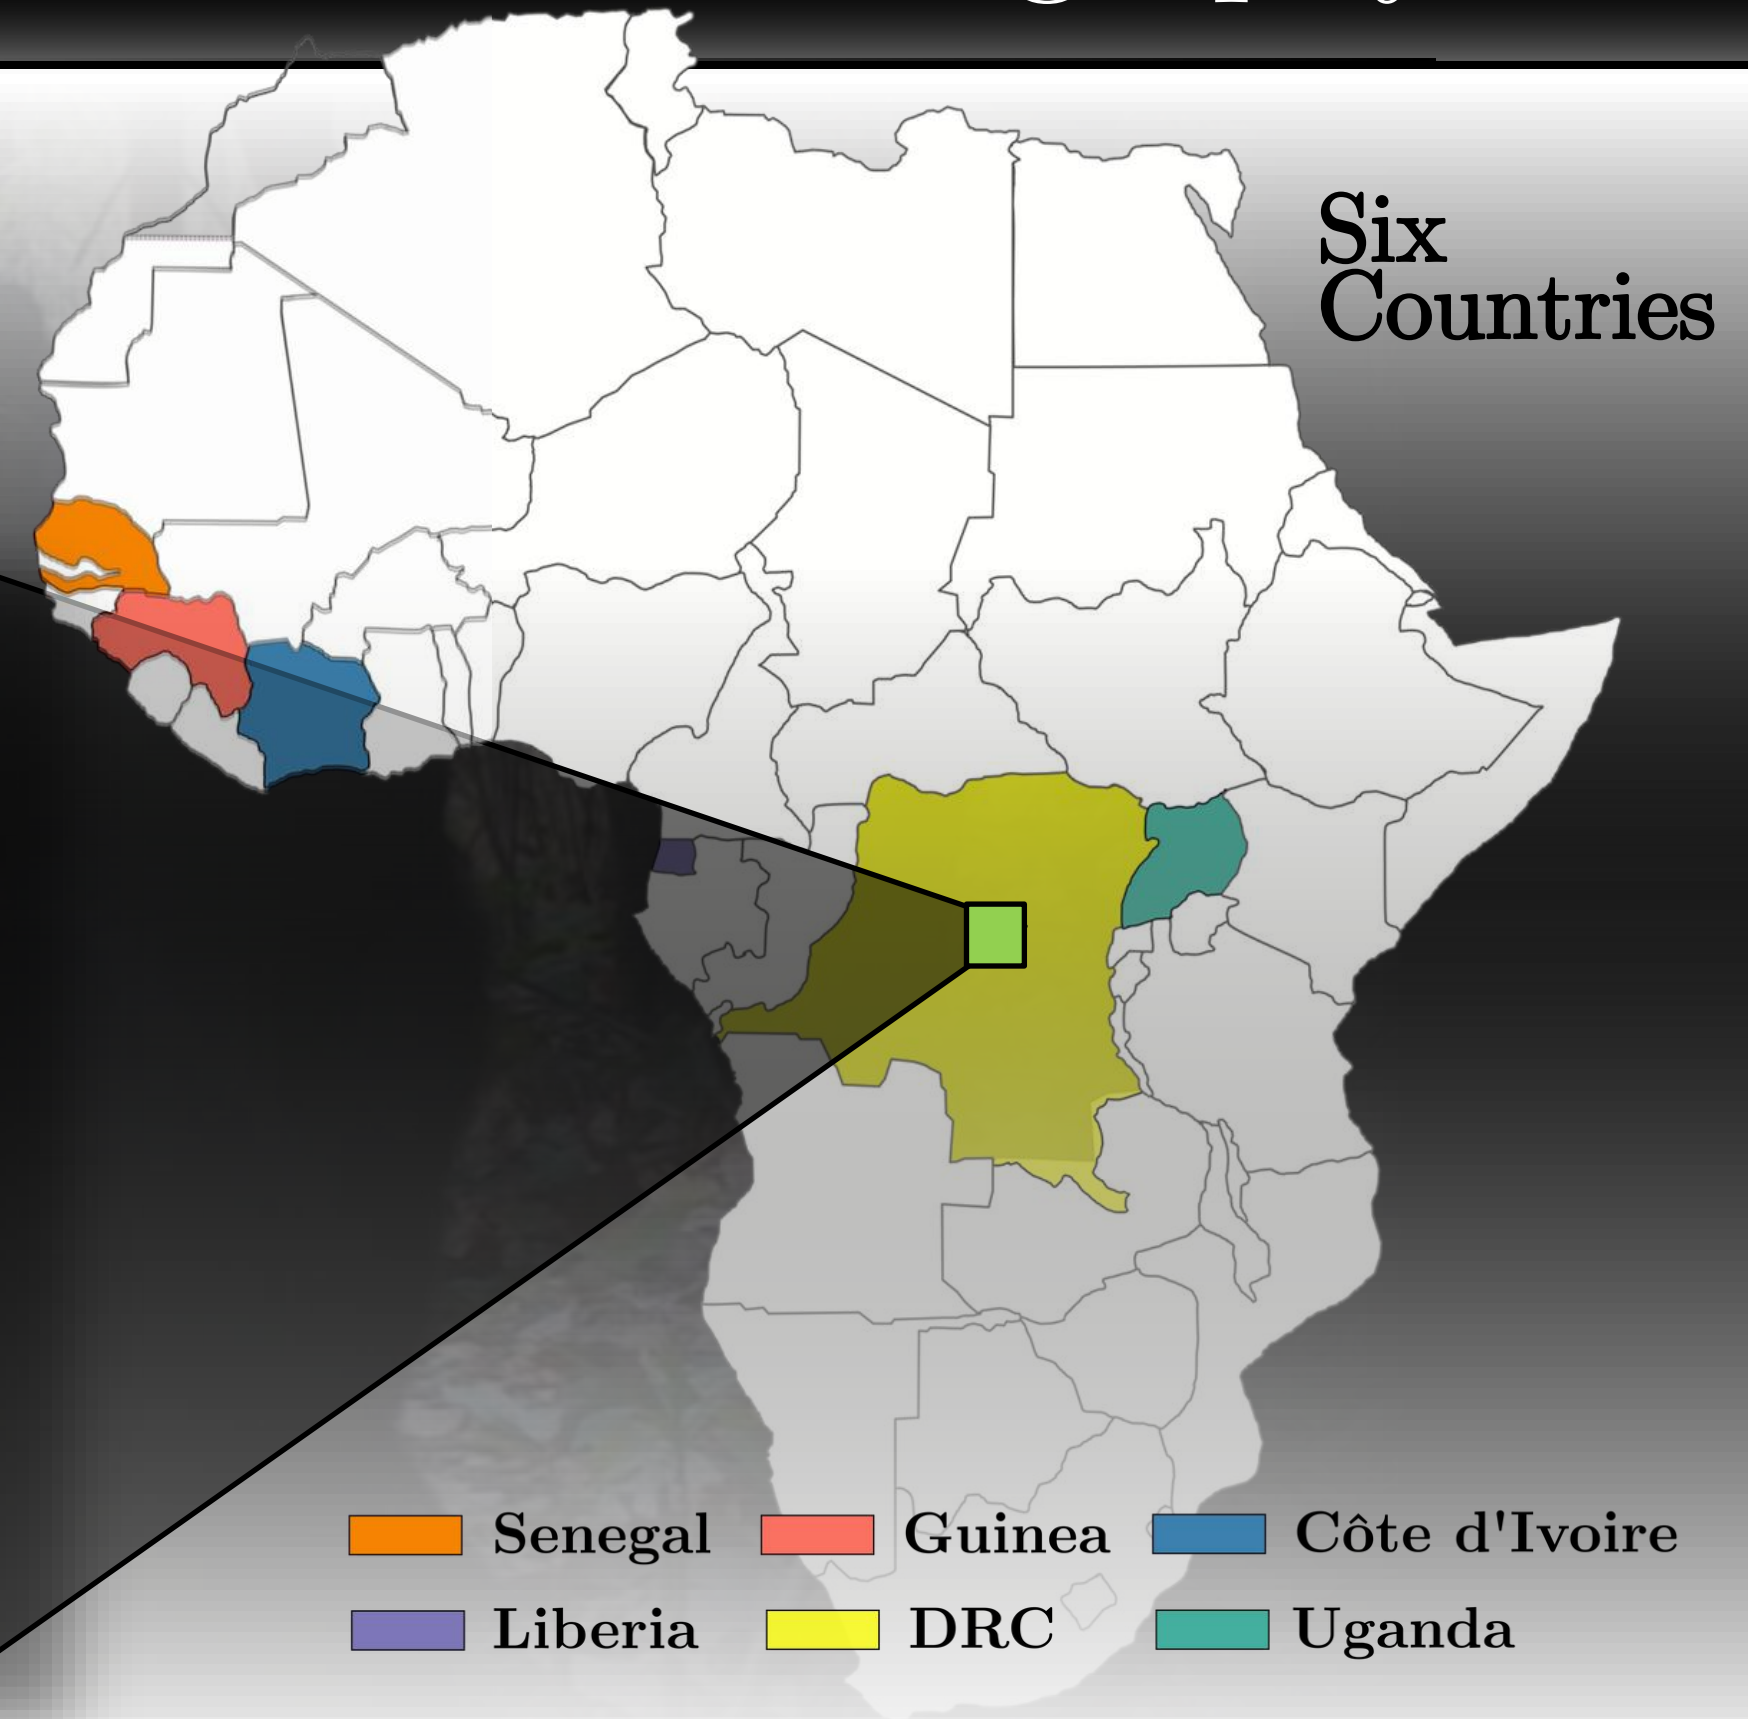 Six
Countries
Senegal
Guinea
Côte d'Ivoire
Liberia
DRC
Uganda